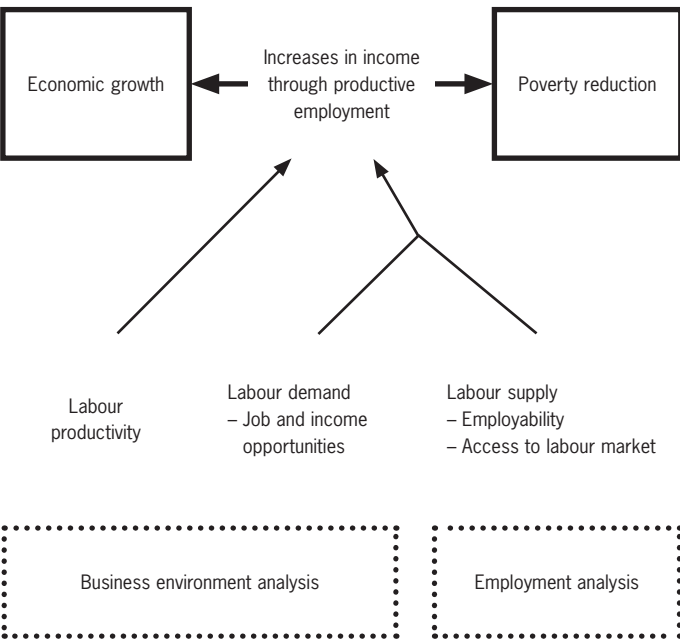 Economic growth
Increases in income
through productive
employment
Poverty reduction
Labour
productivity
Labour demand
– Job and income
opportunities
Labour supply
– Employability
– Access to labour market
Business environment analysis
Employment analysis